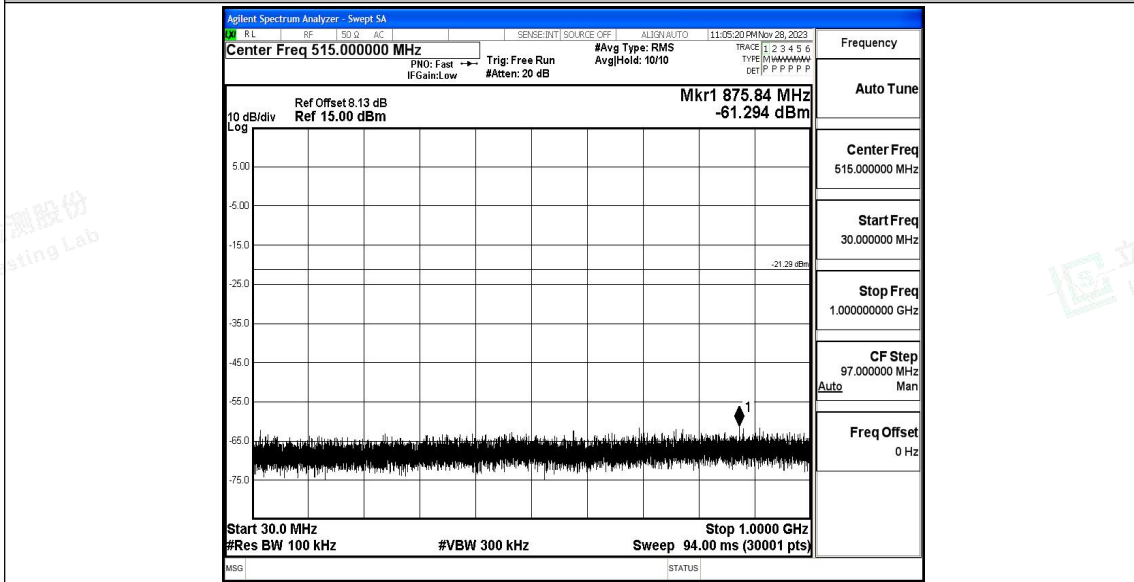 Agilent Spectrum Analyzer - Swept SA
LXI RL RF 50 Ω AC SENSE:INT SOURCE OFF ALIGN AUTO 11:05:20 PM Nov 28, 2023
Center Freq 515.000000 MHz
PNO: Fast
IFGain:Low
Trig: Free Run
#Atten: 20 dB
#Avg Type: RMS
Avg|Hold: 10/10
TRACE 1 2 3 4 5 6
TYPE M
DET P P P P P P
Frequency
Mkr1 875.84 MHz
-61.294 dBm
Ref Offset 8.13 dB
10 dB/div Ref 15.00 dBm
Log
5.00
-5.00
-15.0
-21.29 dBm
-25.0
-35.0
-45.0
-55.0
1
-65.0
-75.0
Start 30.0 MHz Stop 1.0000 GHz
#Res BW 100 kHz #VBW 300 kHz Sweep 94.00 ms (30001 pts)
MSG STATUS
Auto Tune
Center Freq
515.000000 MHz
Start Freq
30.000000 MHz
Stop Freq
1.000000000 GHz
CF Step
97.000000 MHz
Auto Man
Freq Offset
0 Hz
测股份
sting Lab
立